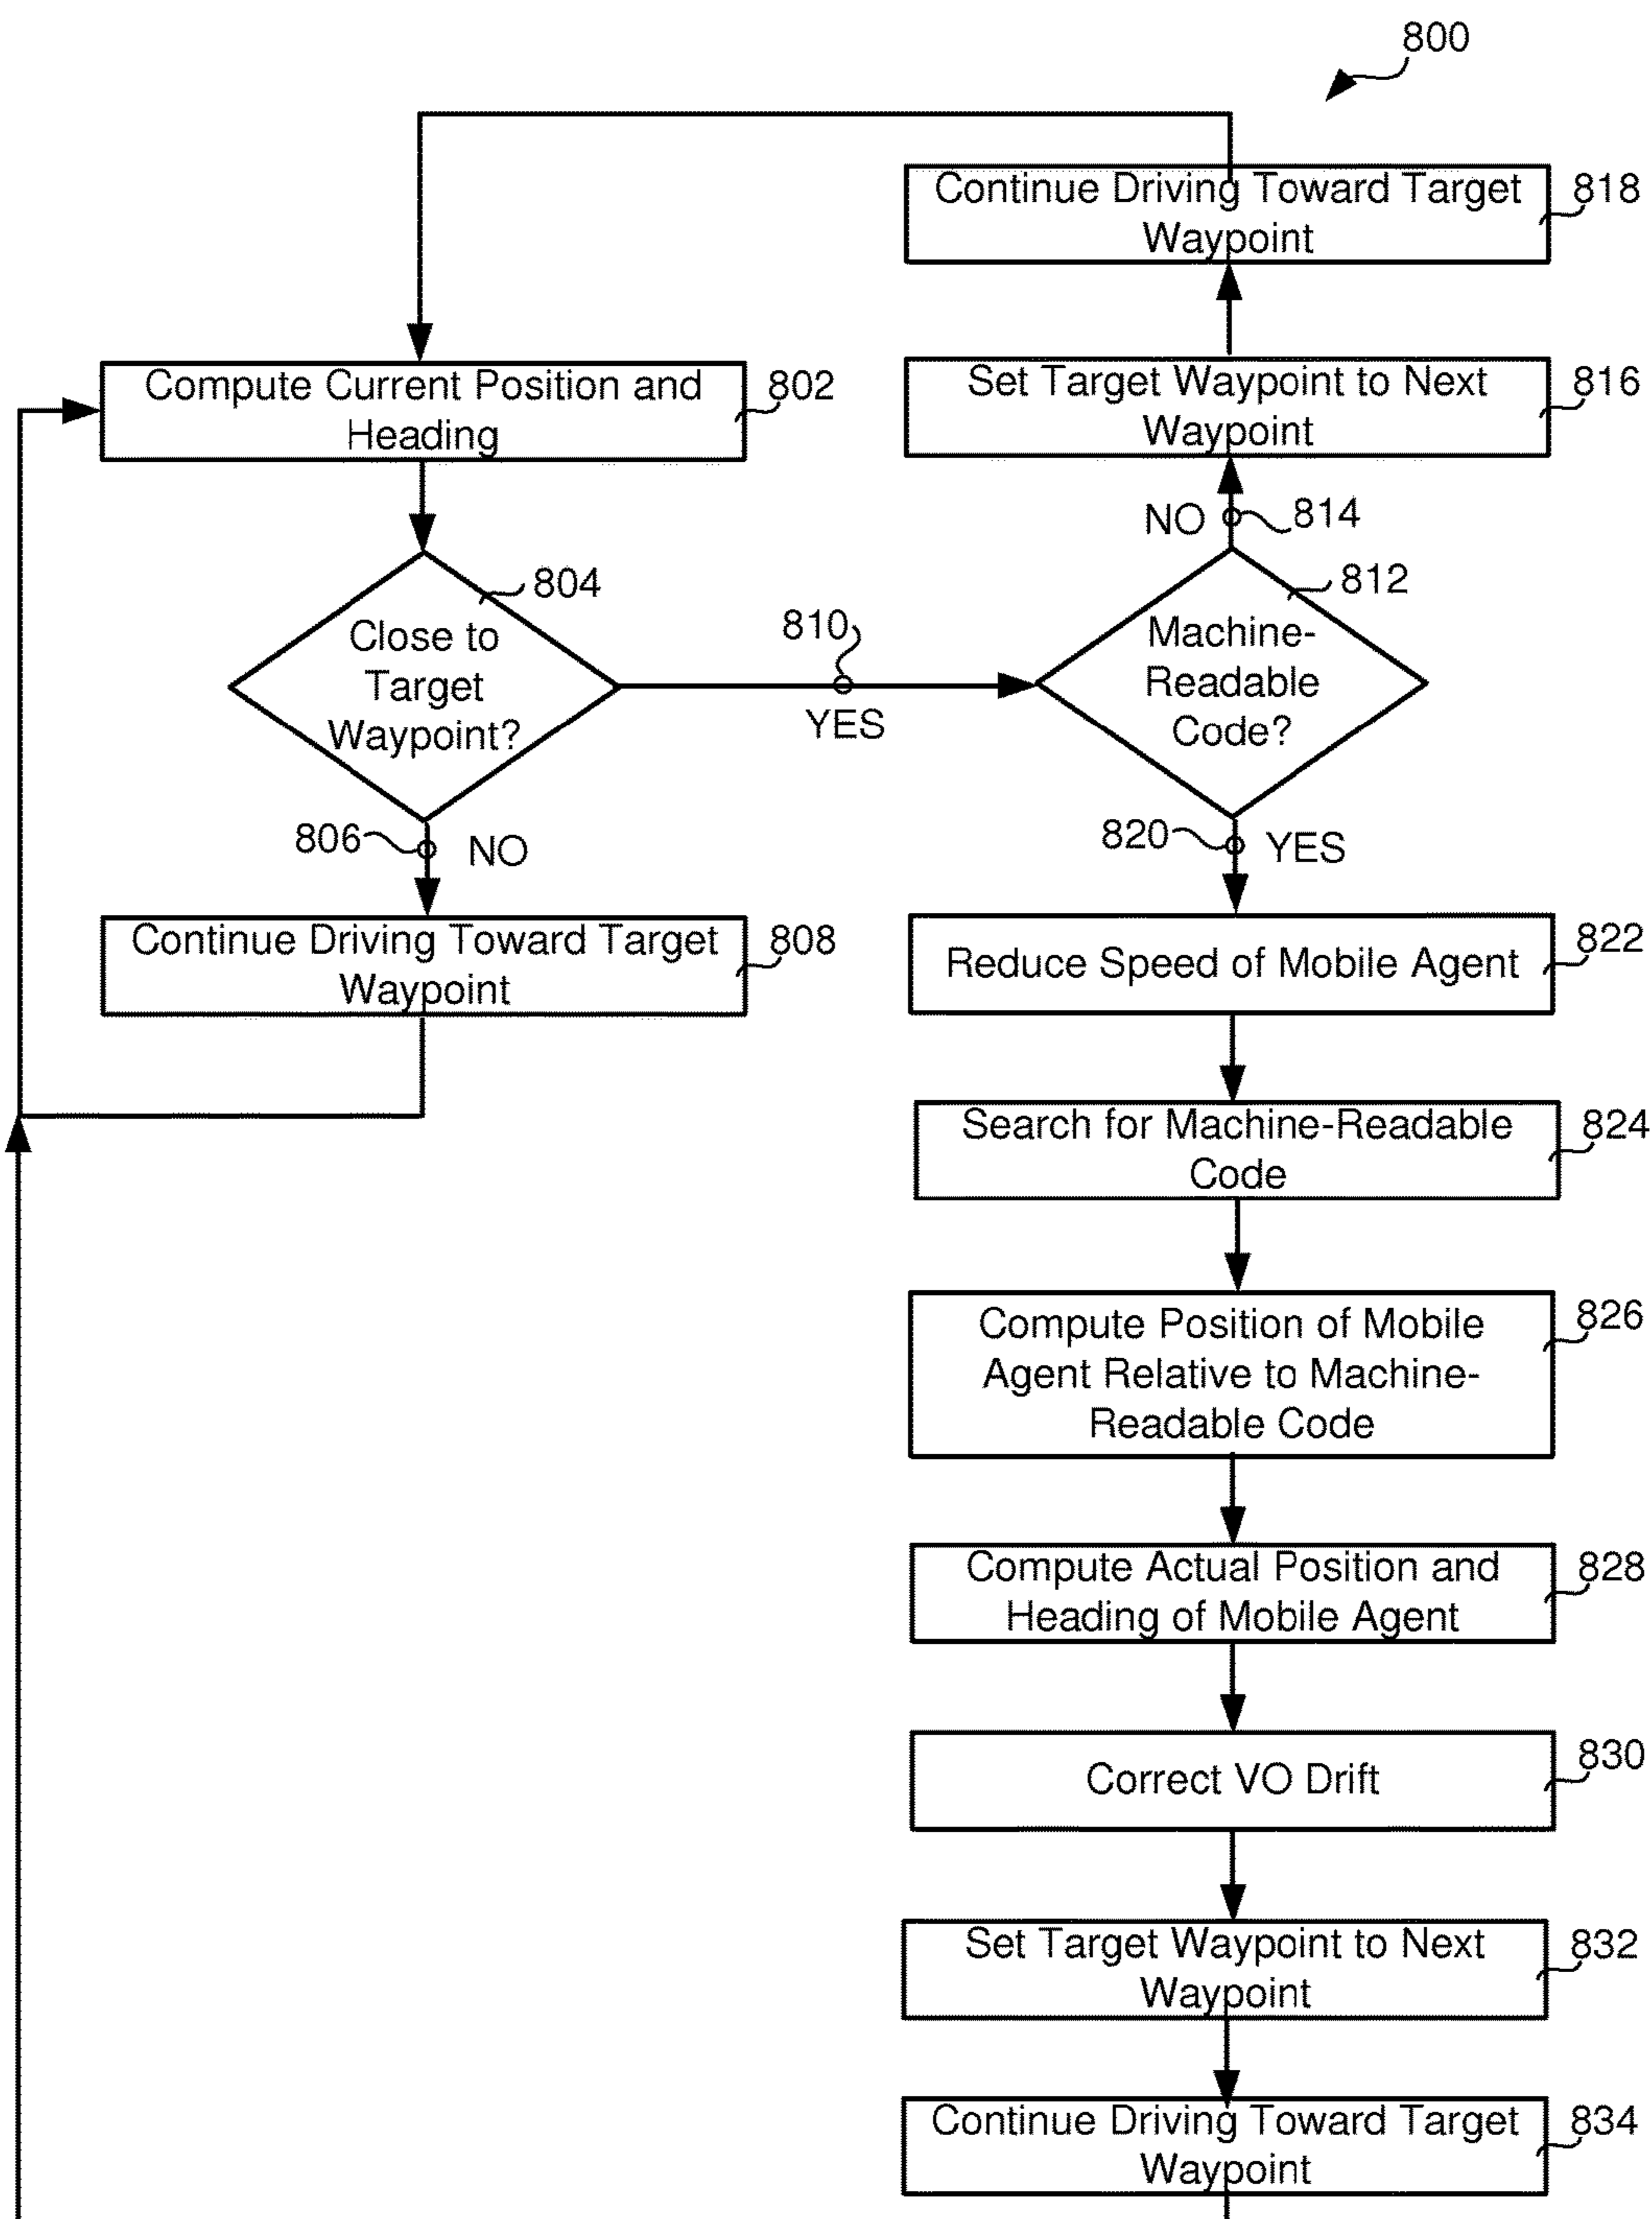 800
Continue Driving Toward Target
Waypoint
818
Compute Current Position and
Heading
802
Set Target Waypoint to Next
Waypoint
816
NO
814
804
Close to
Target
Waypoint?
810
YES
812
Machine-
Readable
Code?
806
NO
820
YES
Continue Driving Toward Target
Waypoint
808
Reduce Speed of Mobile Agent
822
Search for Machine-Readable
Code
824
Compute Position of Mobile
Agent Relative to Machine-
Readable Code
826
Compute Actual Position and
Heading of Mobile Agent
828
Correct VO Drift
830
Set Target Waypoint to Next
Waypoint
832
Continue Driving Toward Target
Waypoint
834